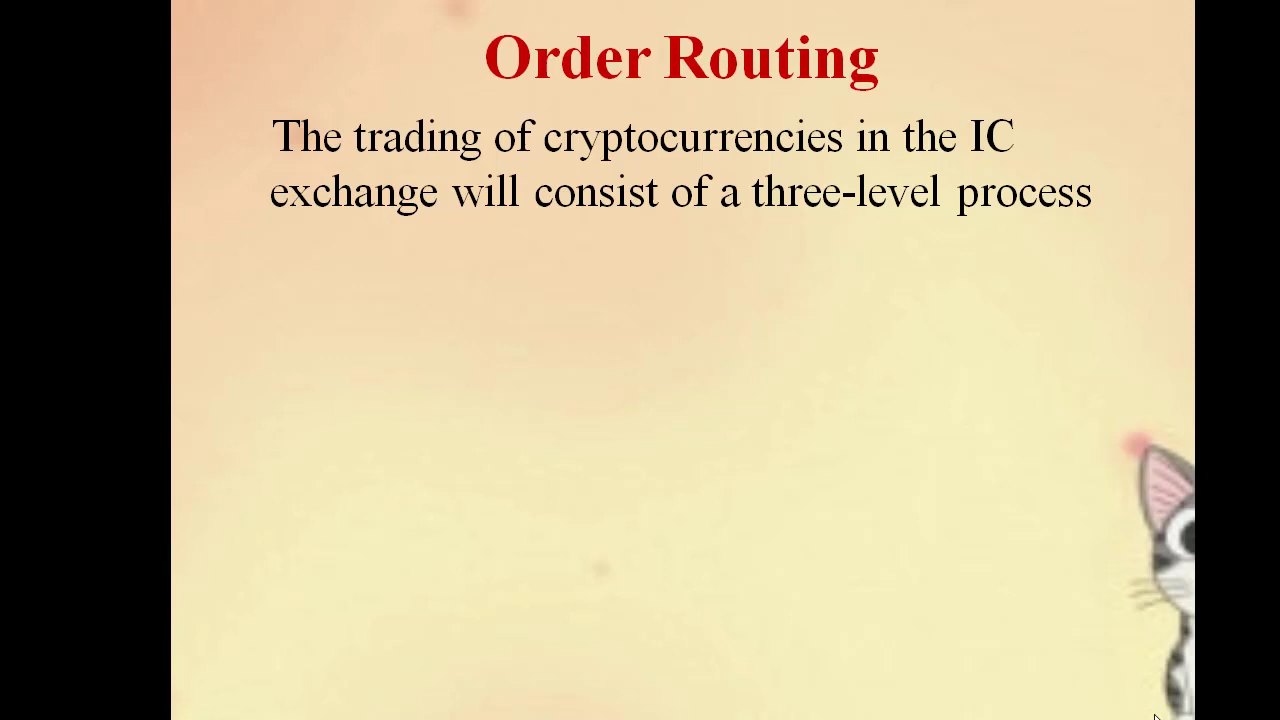 Order Routing
The trading of cryptocurrencies in the IC
exchange will consist of a three-level process